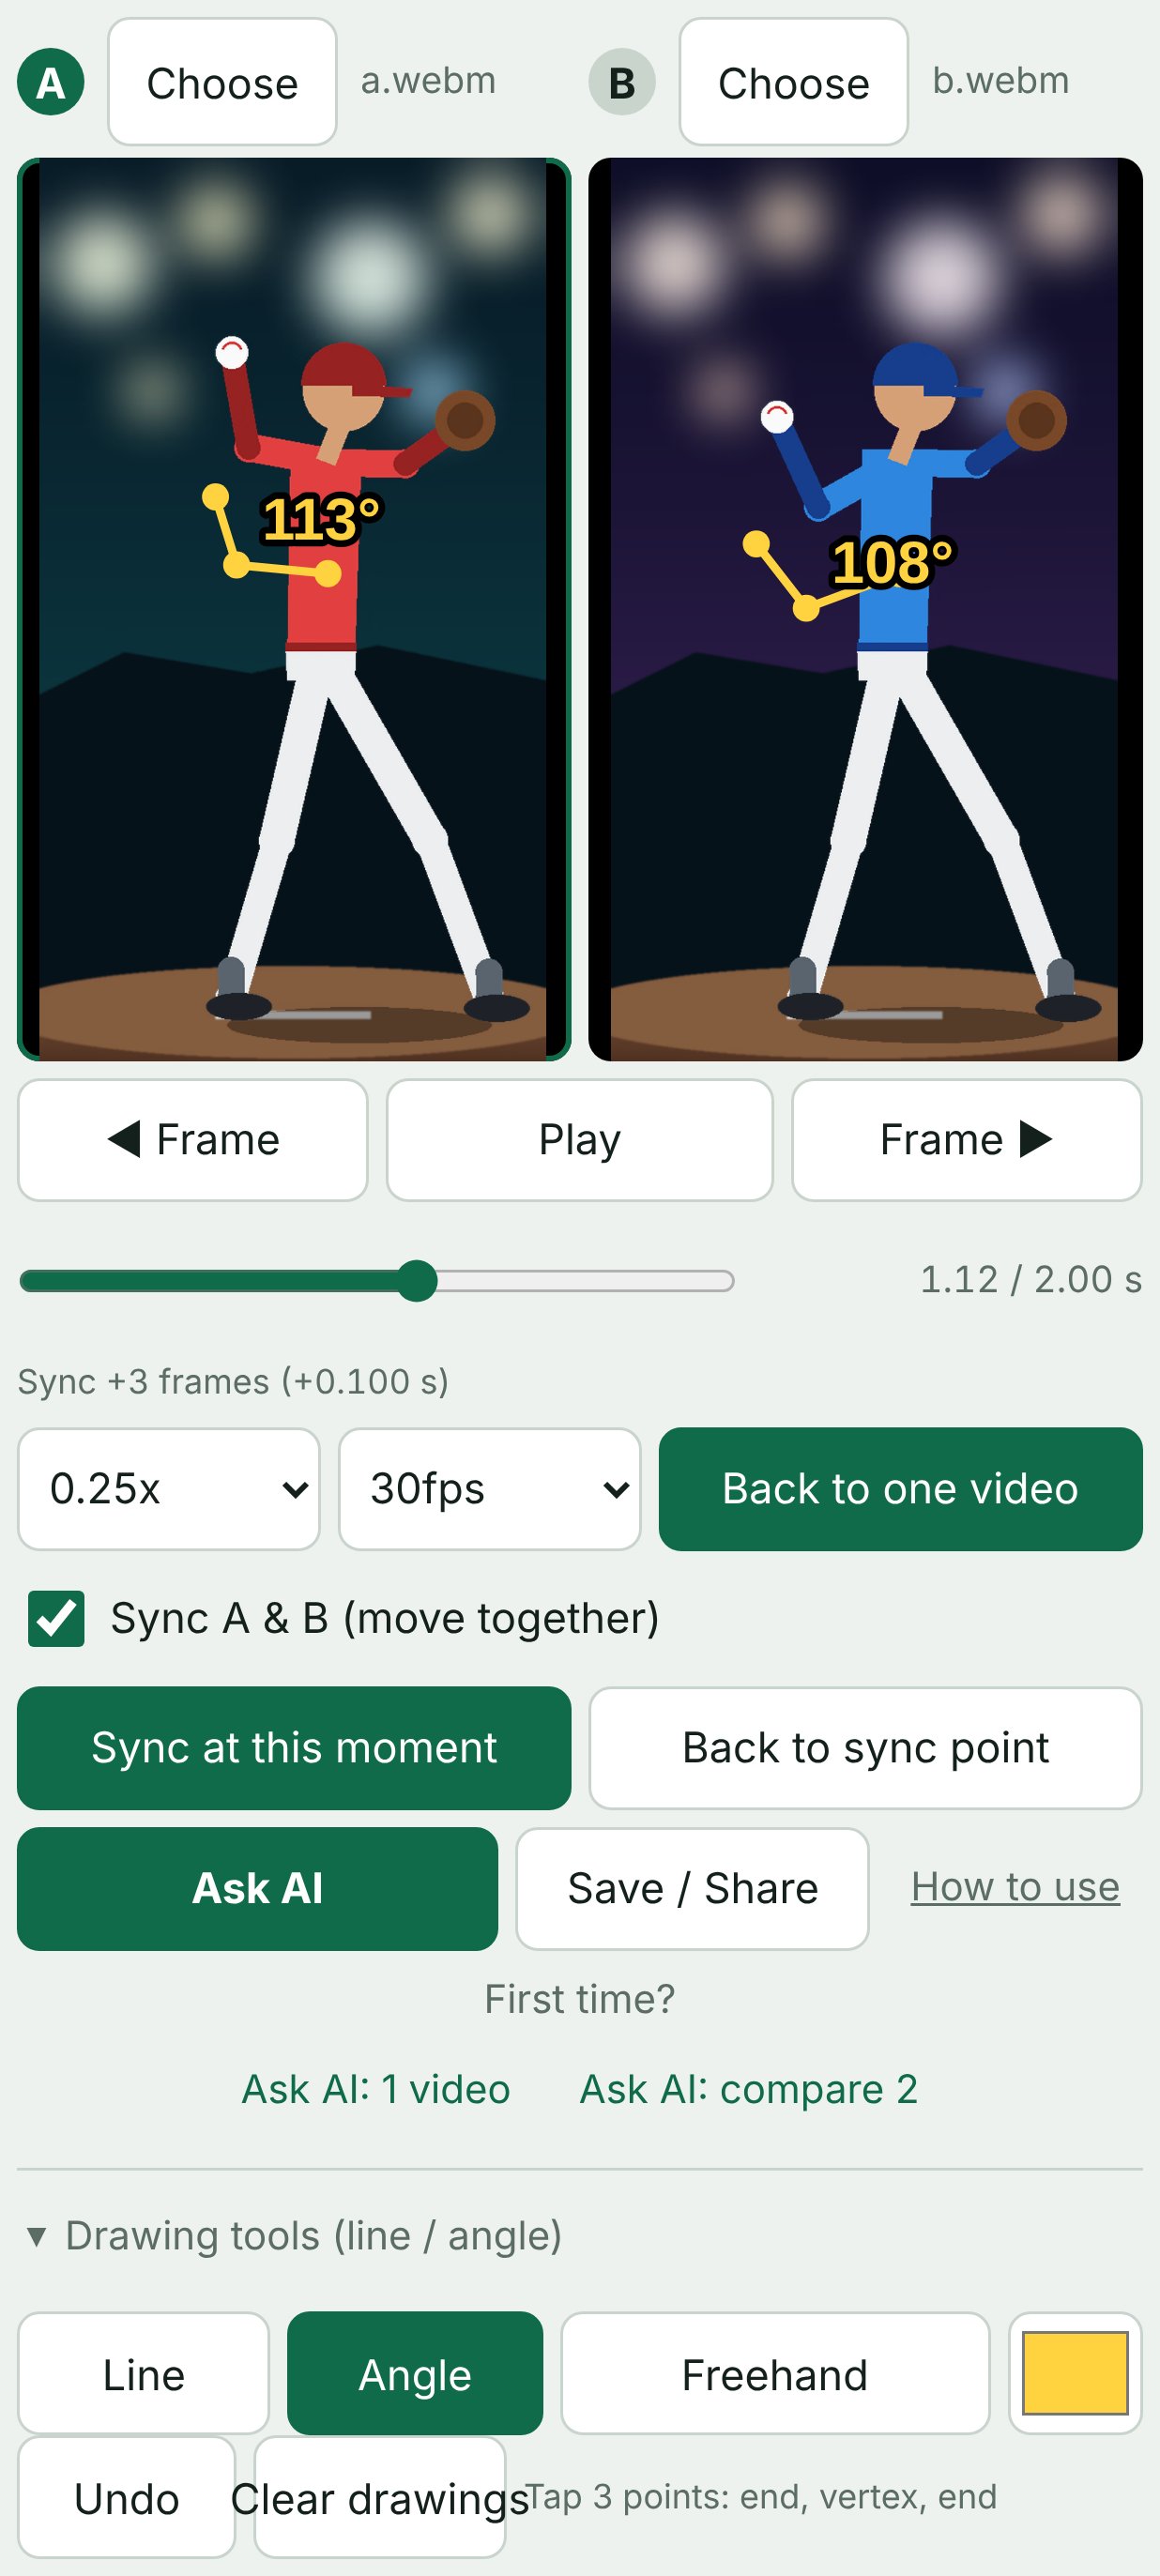 A Choose a.webm B Choose b.webm
113° 108°
◀ Frame Play Frame ▶
1.12 / 2.00 s
Sync +3 frames (+0.100 s)
0.25x 30fps Back to one video
Sync A & B (move together)
Sync at this moment Back to sync point
Ask AI Save / Share How to use
First time?
Ask AI: 1 video Ask AI: compare 2
▼ Drawing tools (line / angle)
Line Angle Freehand
Undo Clear drawings Tap 3 points: end, vertex, end